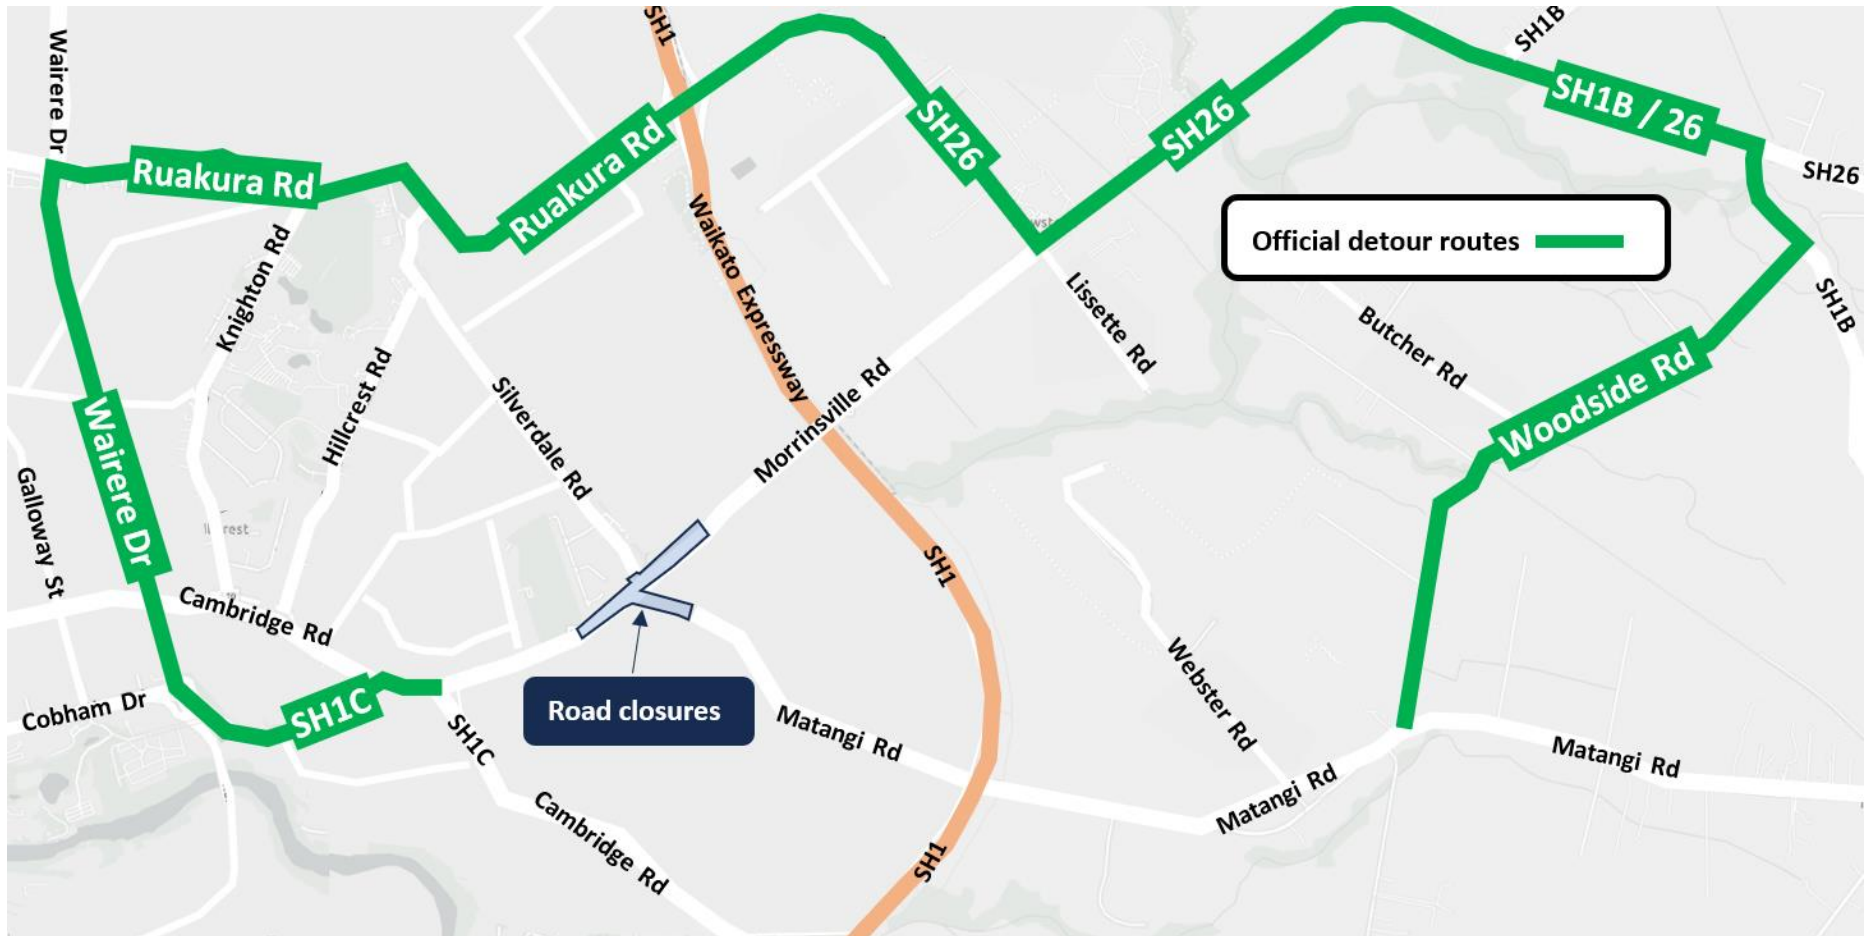 Wairere Dr
SH1
SH1B
SH1B / 26
SH26
SH26
SH26
Ruakura Rd
Ruakura Rd
Official detour routes
Knighton Rd
Waikato Expressway
Lissette Rd
SH1B
Butcher Rd
Hillcrest Rd
Silverdale Rd
Morrinsville Rd
Woodside Rd
Wairere Dr
Galloway St
SH1
Cambridge Rd
Road closures
SH1C
Cobham Dr
SH1C
Matangi Rd
Webster Rd
Matangi Rd
Matangi Rd
Cambridge Rd
SH1